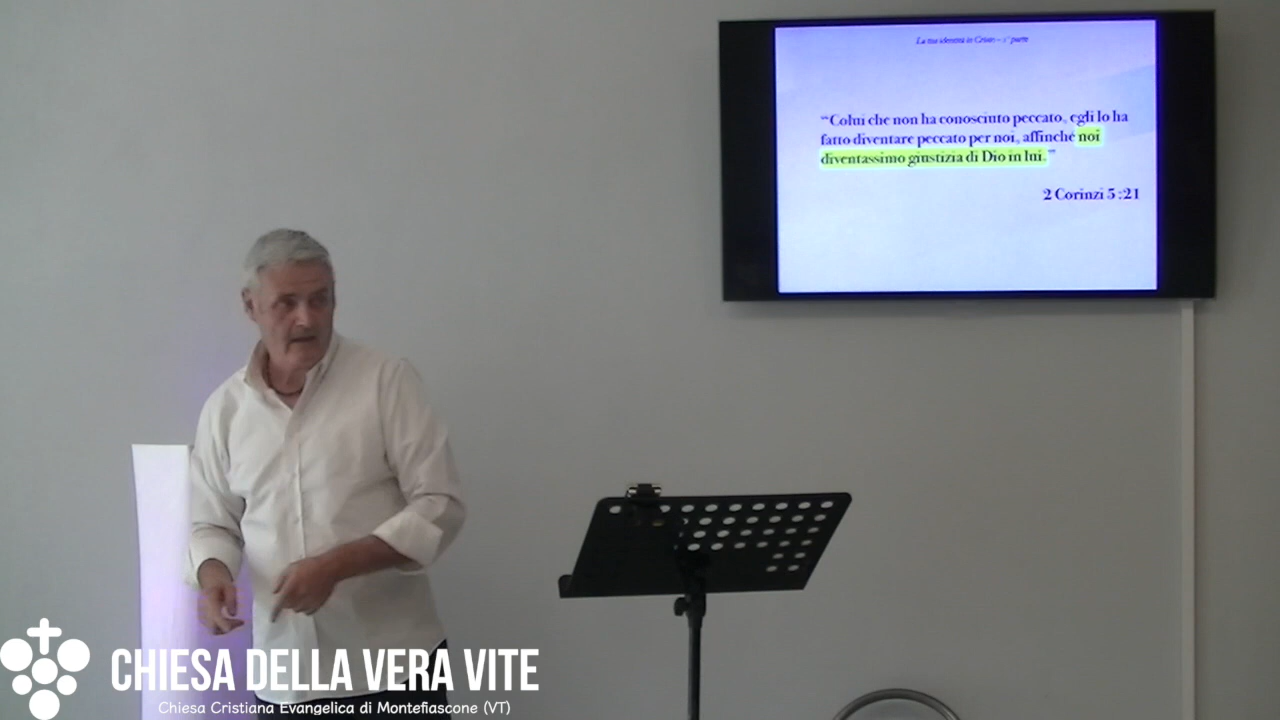 La tua identità in Cristo – 1° parte
“Colui che non ha conosciuto peccato, egli lo ha
fatto diventare peccato per noi, affinché noi
diventassimo giustizia di Dio in lui.”
2 Corinzi 5:21
CHIESA DELLA VERA VITE
Chiesa Cristiana Evangelica di Montefiascone (VT)